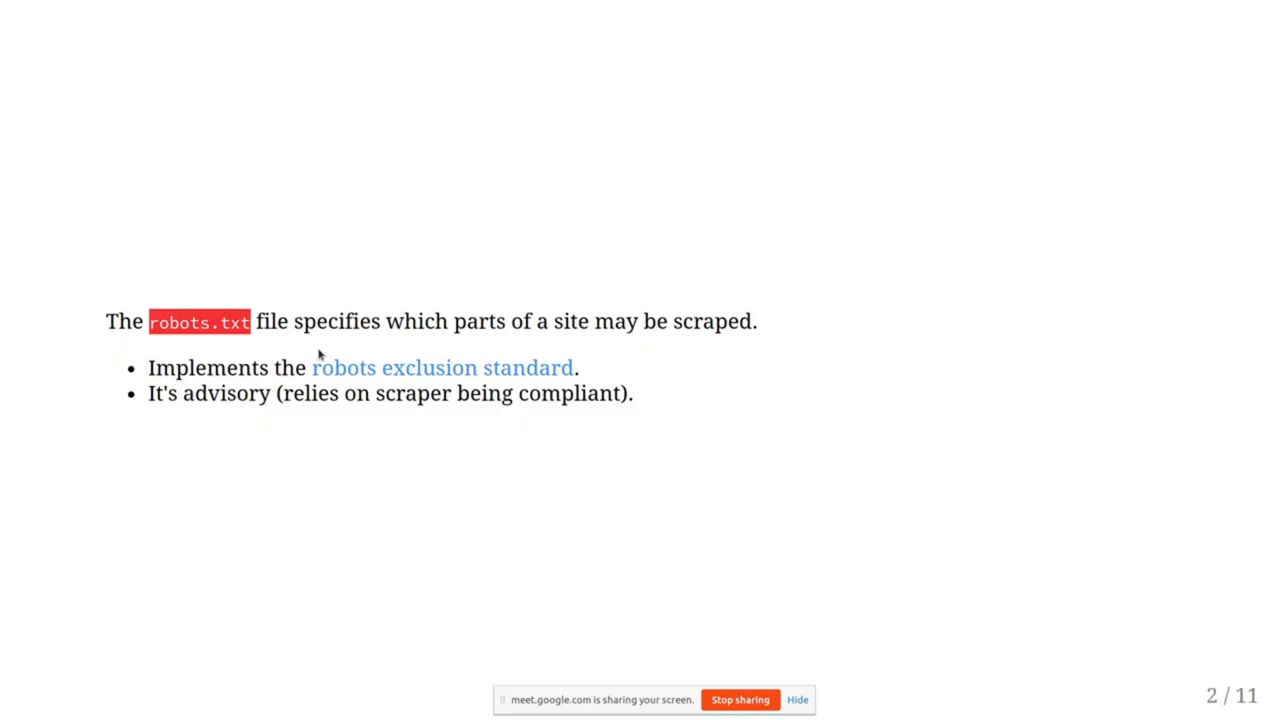 The robots.txt file specifies which parts of a site may be scraped.
• Implements the robots exclusion standard.
• It's advisory (relies on scraper being compliant).
meet.google.com is sharing your screen. Stop sharing Hide
2 / 11